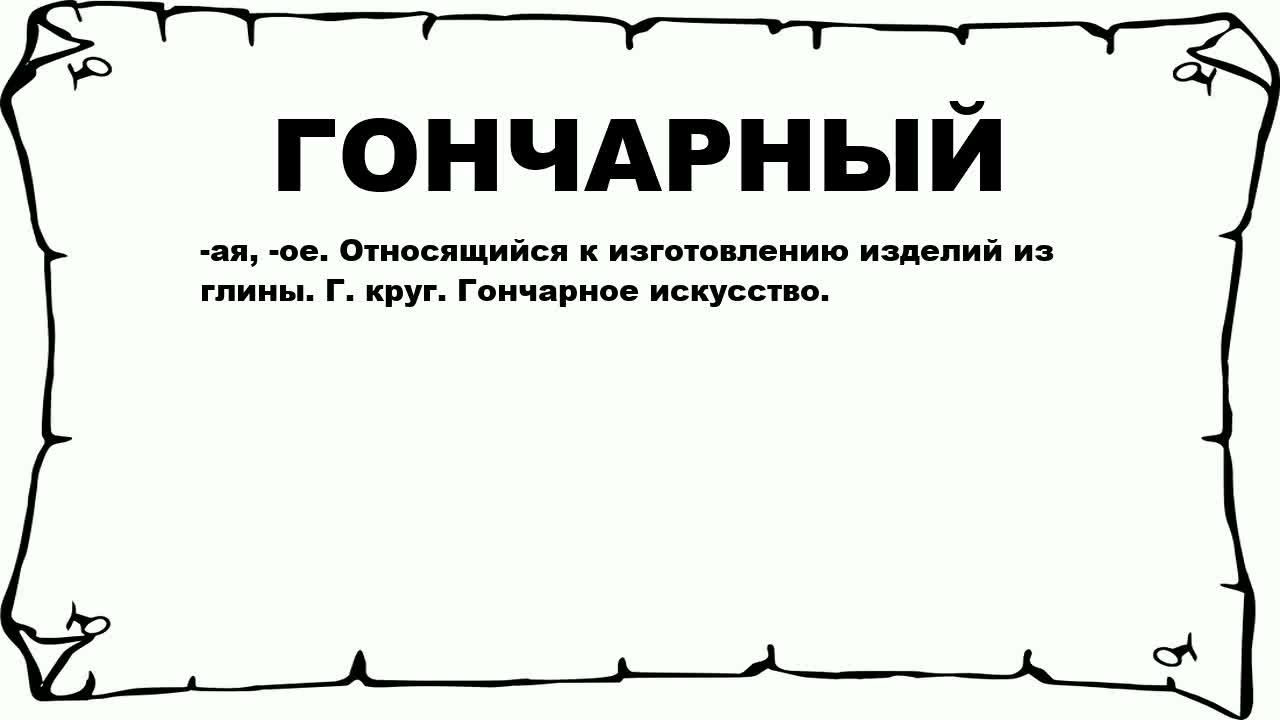 ГОНЧАРНЫЙ
-ая, -ое. Относящийся к изготовлению изделий из
глины. Г. круг. Гончарное искусство.